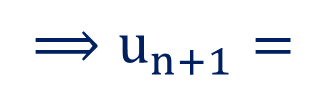 ⟹ uₙ₊₁ =